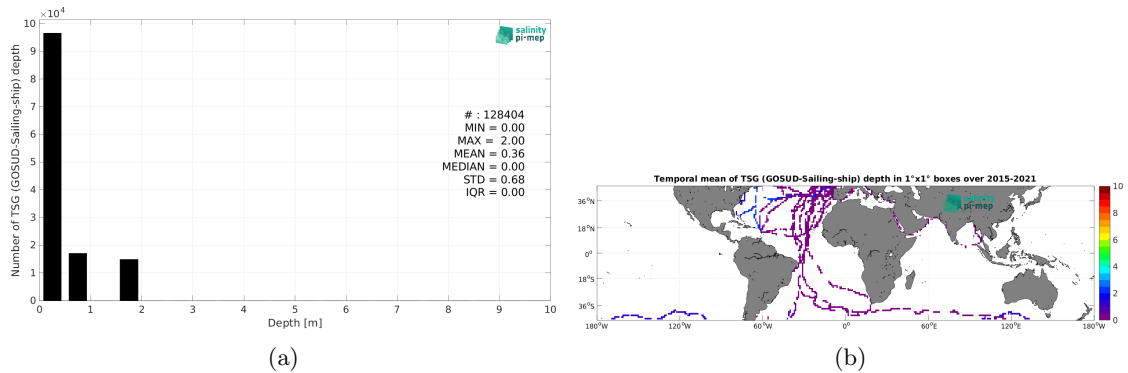 ×10⁴
10
9
8
7
6
5
4
3
2
1
0
Number of TSG (GOSUD-Sailing-ship) depth
salinity
pi-mep
# : 128404
MIN = 0.00
MAX = 2.00
MEAN = 0.36
MEDIAN = 0.00
STD = 0.68
IQR = 0.00
0 1 2 3 4 5 6 7 8 9 10
Depth [m]
(a)
Temporal mean of TSG (GOSUD-Sailing-ship) depth in 1°x1° boxes over 2015-2021
salinity
pi-mep
36°N
18°N
0°
18°S
36°S
180°W 120°W 60°W 0° 60°E 120°E 180°W
10
8
6
4
2
0
(b)